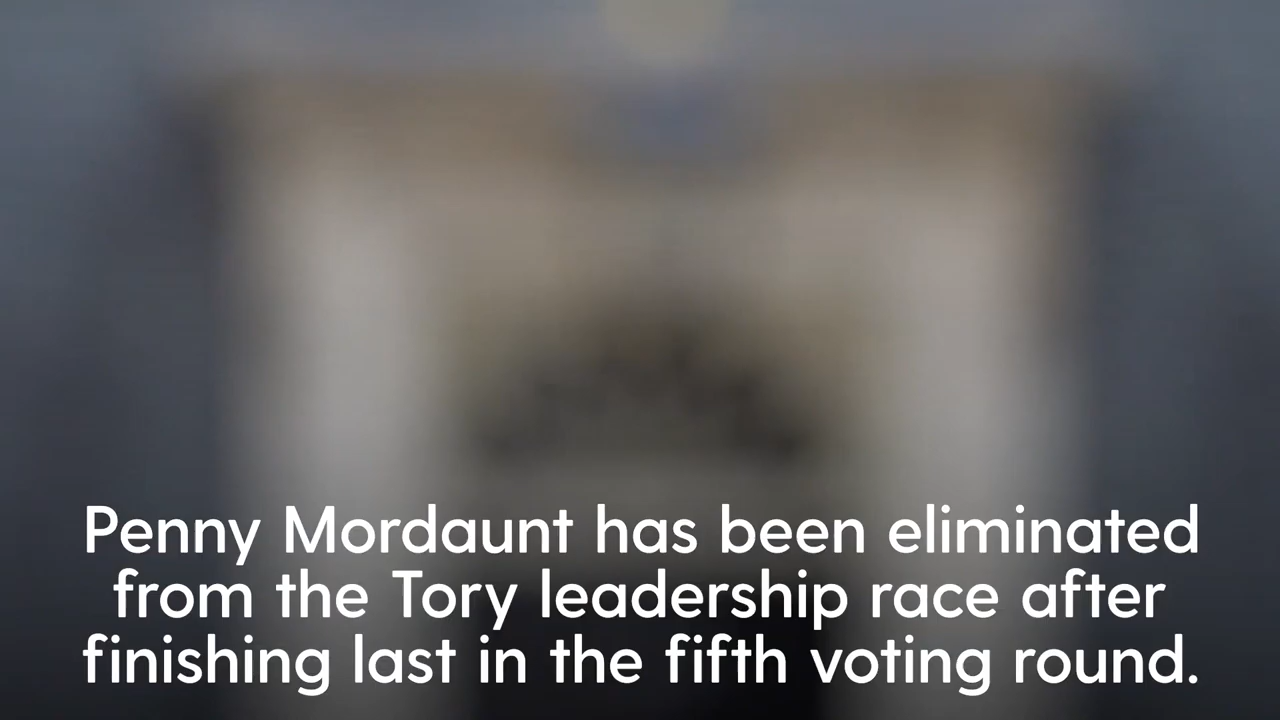 Penny Mordaunt has been eliminated
from the Tory leadership race after
finishing last in the fifth voting round.